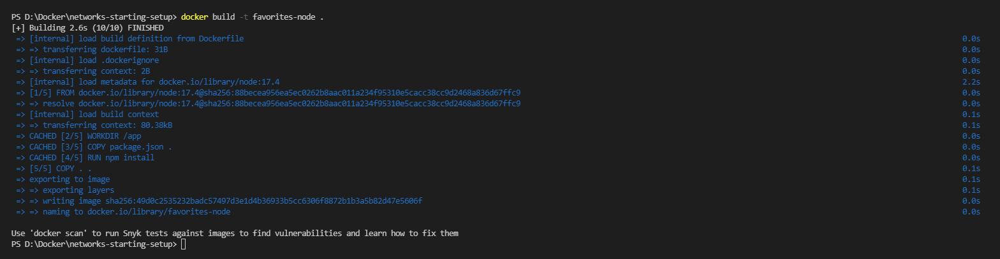 PS D:\Docker\networks-starting-setup> docker build -t favorites-node .
[+] Building 2.6s (10/10) FINISHED
=> [internal] load build definition from Dockerfile 0.0s
=> => transferring dockerfile: 31B 0.0s
=> [internal] load .dockerignore 0.0s
=> => transferring context: 2B 0.0s
=> [internal] load metadata for docker.io/library/node:17.4 2.2s
=> [1/5] FROM docker.io/library/node:17.4@sha256:88becea956ea5ec0262b8aac011a234f95310e5cacc38cc9d2468a836d67ffc9 0.0s
=> => resolve docker.io/library/node:17.4@sha256:88becea956ea5ec0262b8aac011a234f95310e5cacc38cc9d2468a836d67ffc9 0.0s
=> [internal] load build context 0.1s
=> => transferring context: 80.38kB 0.1s
=> CACHED [2/5] WORKDIR /app 0.0s
=> CACHED [3/5] COPY package.json . 0.0s
=> CACHED [4/5] RUN npm install 0.0s
=> [5/5] COPY . . 0.1s
=> exporting to image 0.1s
=> => exporting layers 0.1s
=> => writing image sha256:49d0c2535232badc57497d3e1d4b36933b5cc6306f8872b1b3a5b82d47e5606f 0.0s
=> => naming to docker.io/library/favorites-node 0.0s
Use 'docker scan' to run Snyk tests against images to find vulnerabilities and learn how to fix them
PS D:\Docker\networks-starting-setup>